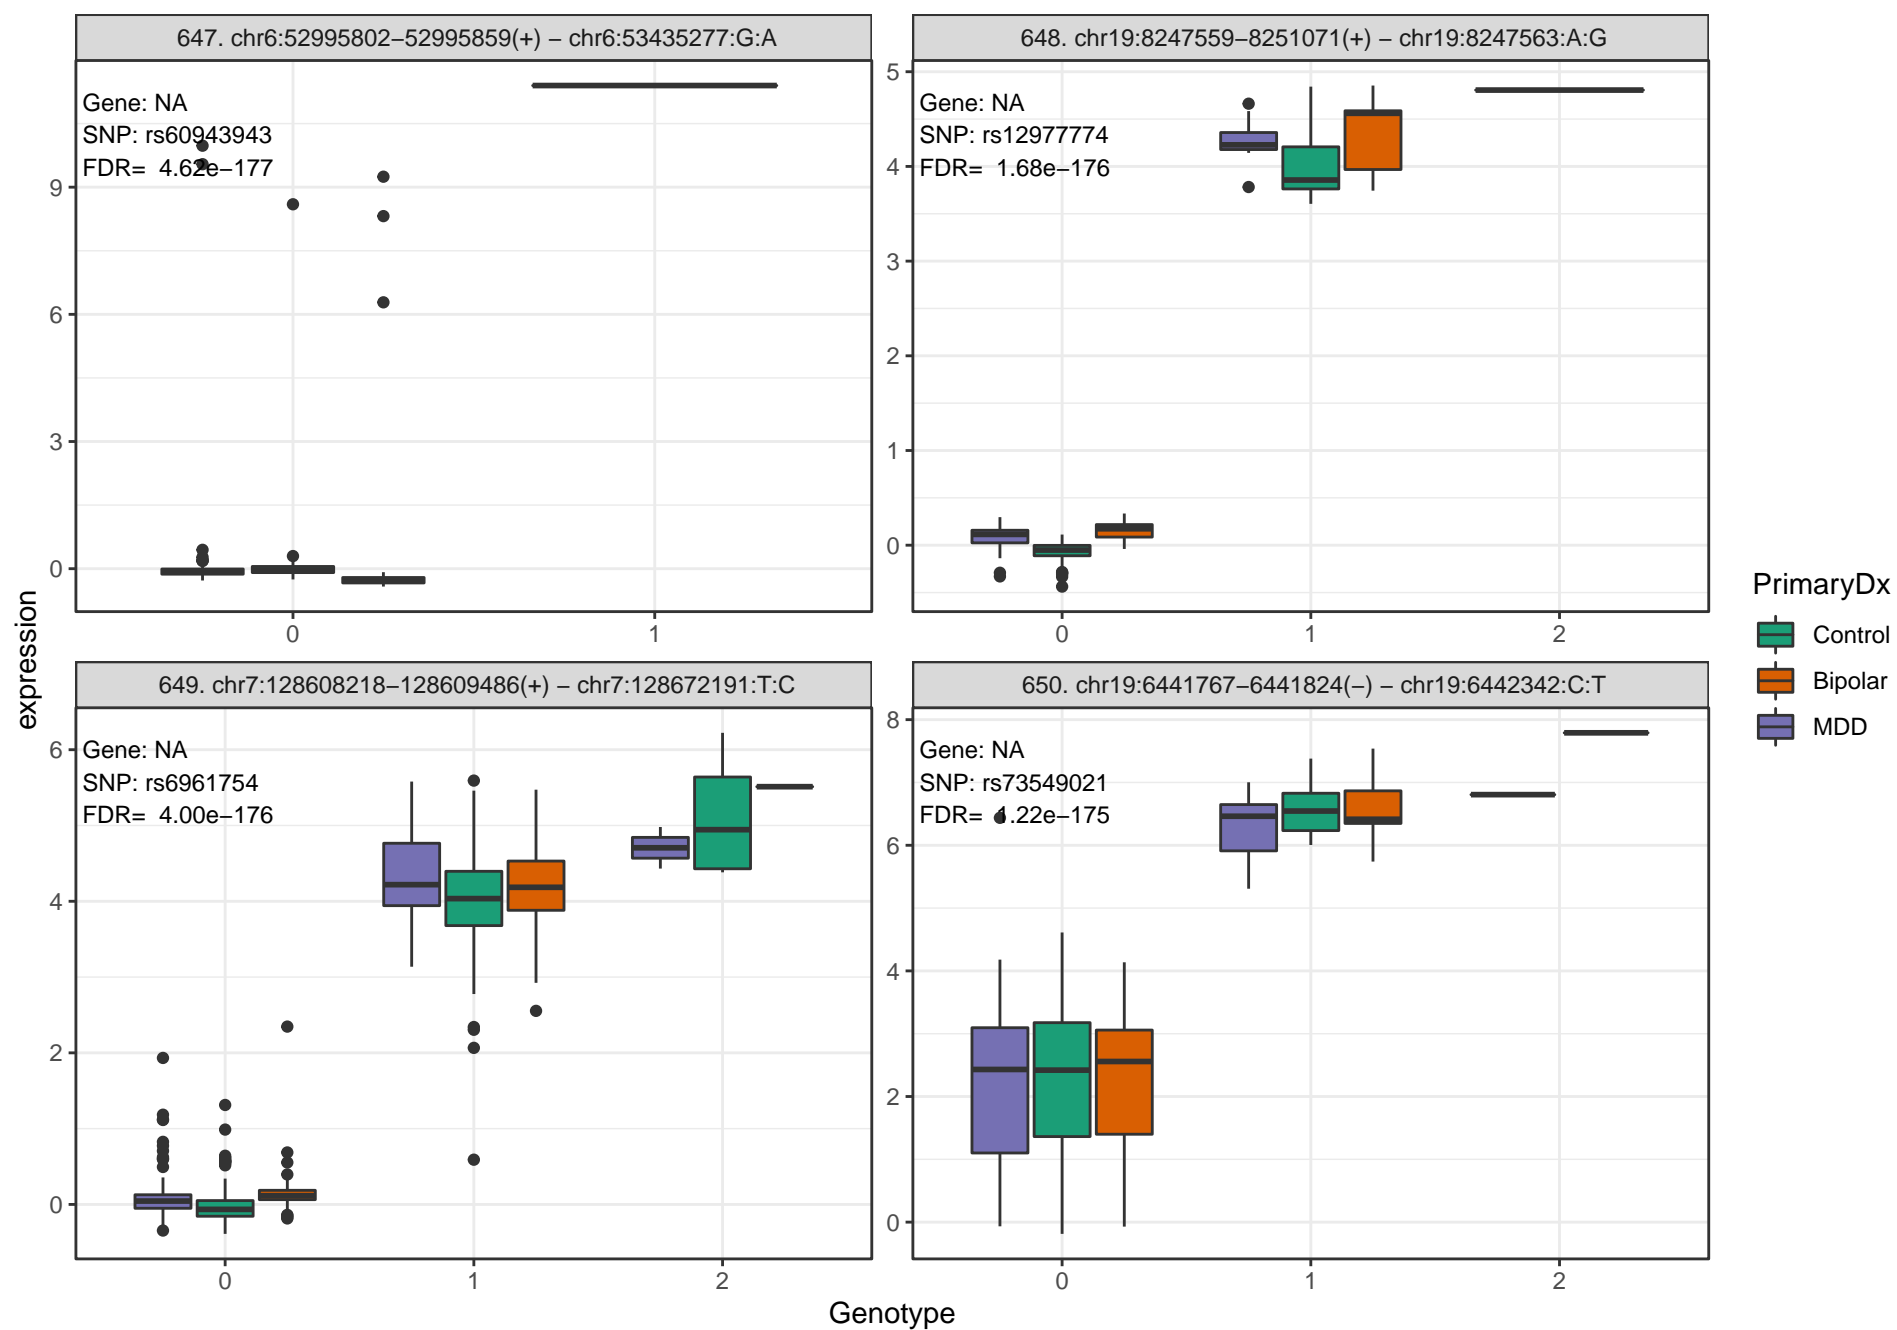 647. chr6:52995802−52995859(+) − chr6:53435277:G:A
Gene: NA
SNP: rs60943943
FDR= 4.62e−177
9
6
3
0
0 1
648. chr19:8247559−8251071(+) − chr19:8247563:A:G
Gene: NA
SNP: rs12977774
FDR= 1.68e−176
5
4
3
2
1
0
0 1 2
649. chr7:128608218−128609486(+) − chr7:128672191:T:C
Gene: NA
SNP: rs6961754
FDR= 4.00e−176
6
4
2
0
0 1 2
650. chr19:6441767−6441824(−) − chr19:6442342:C:T
Gene: NA
SNP: rs73549021
FDR= 1.22e−175
8
6
4
2
0
0 1 2
expression
Genotype
PrimaryDx
Control
Bipolar
MDD